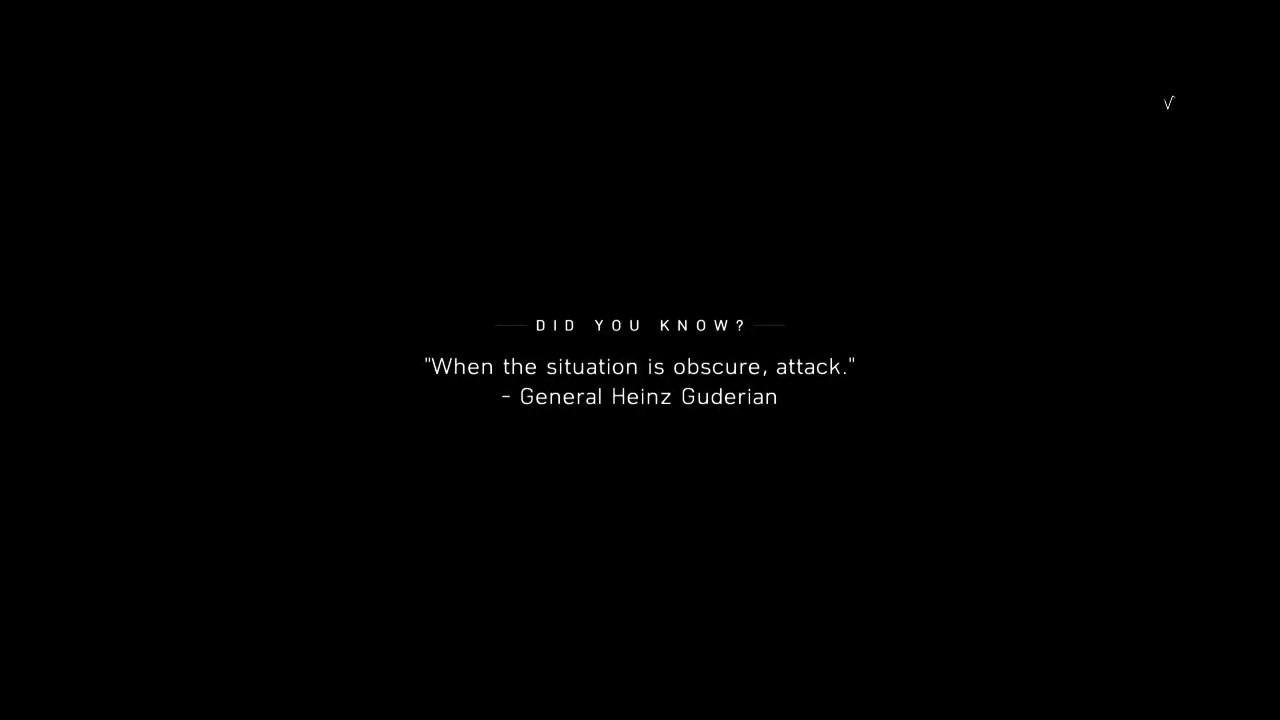 √
DID YOU KNOW?
"When the situation is obscure, attack."
- General Heinz Guderian